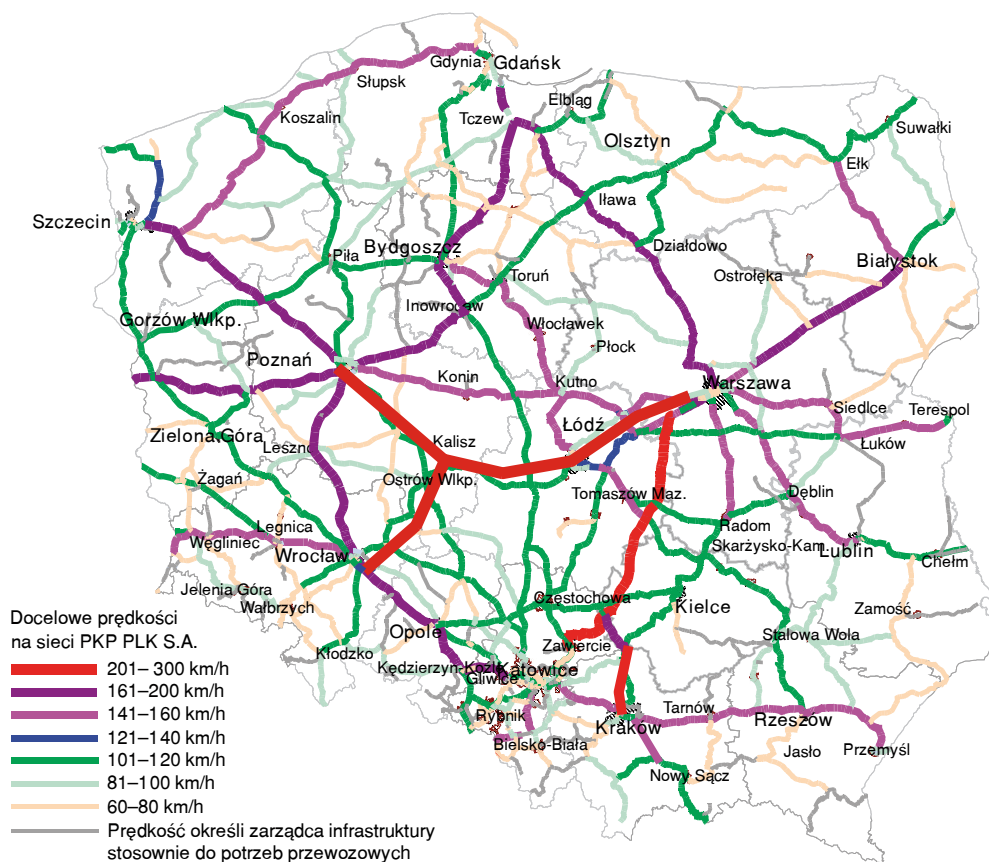 Gdynia
Gdańsk
Słupsk
Elbląg
Koszalin
Tczew
Suwałki
Olsztyn
Ełk
Szczecin
Iława
Bydgoszcz
Działdowo
Piła
Toruń
Ostrołęka
Białystok
Inowrocław
Gorzów Wlkp.
Włocławek
Płock
Poznań
Konin
Kutno
Warszawa
Siedlce
Terespol
Łódź
Zielona Góra
Kalisz
Łuków
Leszno
Żagań
Ostrów Wlkp.
Tomaszów Maz.
Dęblin
Legnica
Radom
Węgliniec
Wrocław
Skarżysko-Kam.
Lublin
Chełm
Jelenia Góra
Częstochowa
Kielce
Wałbrzych
Zamość
Opole
Stalowa Wola
Kłodzko
Zawiercie
Kędzierzyn-Koźle
Katowice
Gliwice
Rybnik
Kraków
Tarnów
Rzeszów
Bielsko-Biała
Jasło
Przemyśl
Nowy Sącz
Docelowe prędkości
na sieci PKP PLK S.A.
201–300 km/h
161–200 km/h
141–160 km/h
121–140 km/h
101–120 km/h
81–100 km/h
60–80 km/h
Prędkość określi zarządca infrastruktury
stosownie do potrzeb przewozowych